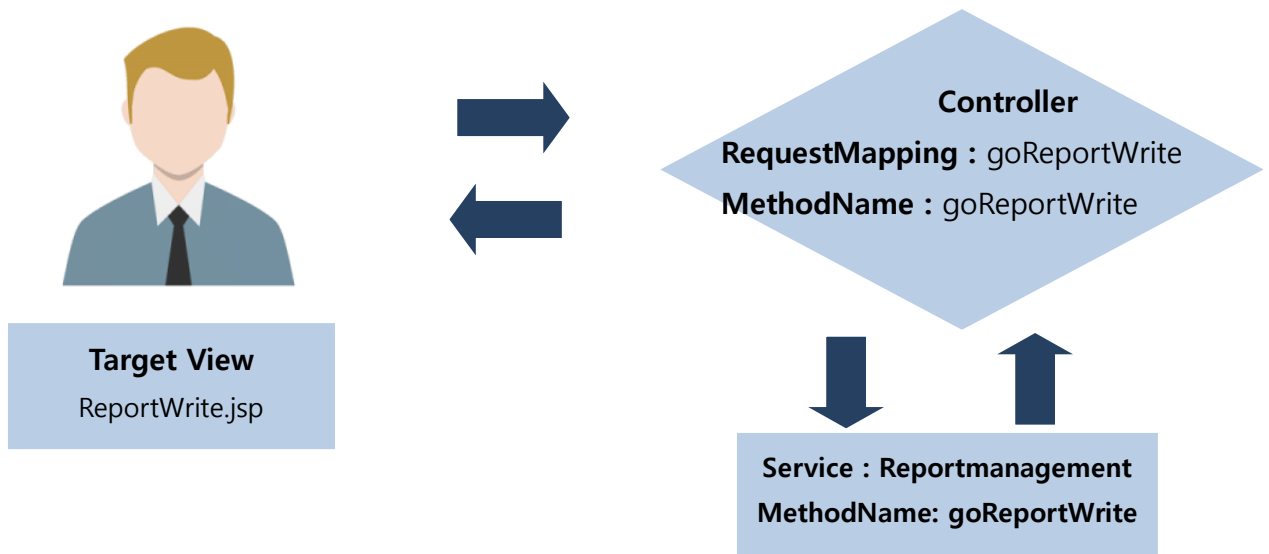 Controller
RequestMapping : goReportWrite
MethodName : goReportWrite
Target View
ReportWrite.jsp
Service : Reportmanagement
MethodName: goReportWrite